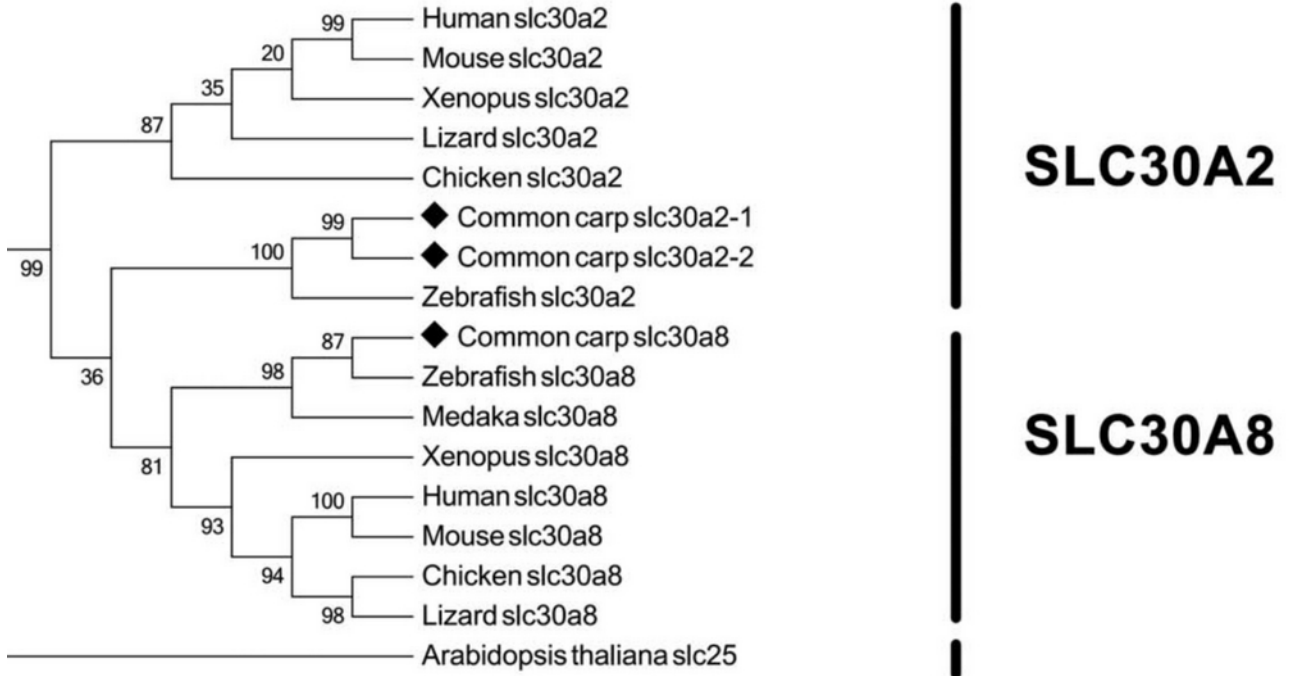 99
Human slc30a2
Mouse slc30a2
20
Xenopus slc30a2
35
Lizard slc30a2
87
Chicken slc30a2
SLC30A2
99
Common carp slc30a2-1
Common carp slc30a2-2
100
99
Zebrafish slc30a2
87
Common carp slc30a8
Zebrafish slc30a8
98
36
Medaka slc30a8
SLC30A8
81
Xenopus slc30a8
100
Human slc30a8
93
Mouse slc30a8
94
Chicken slc30a8
98
Lizard slc30a8
Arabidopsis thaliana slc25